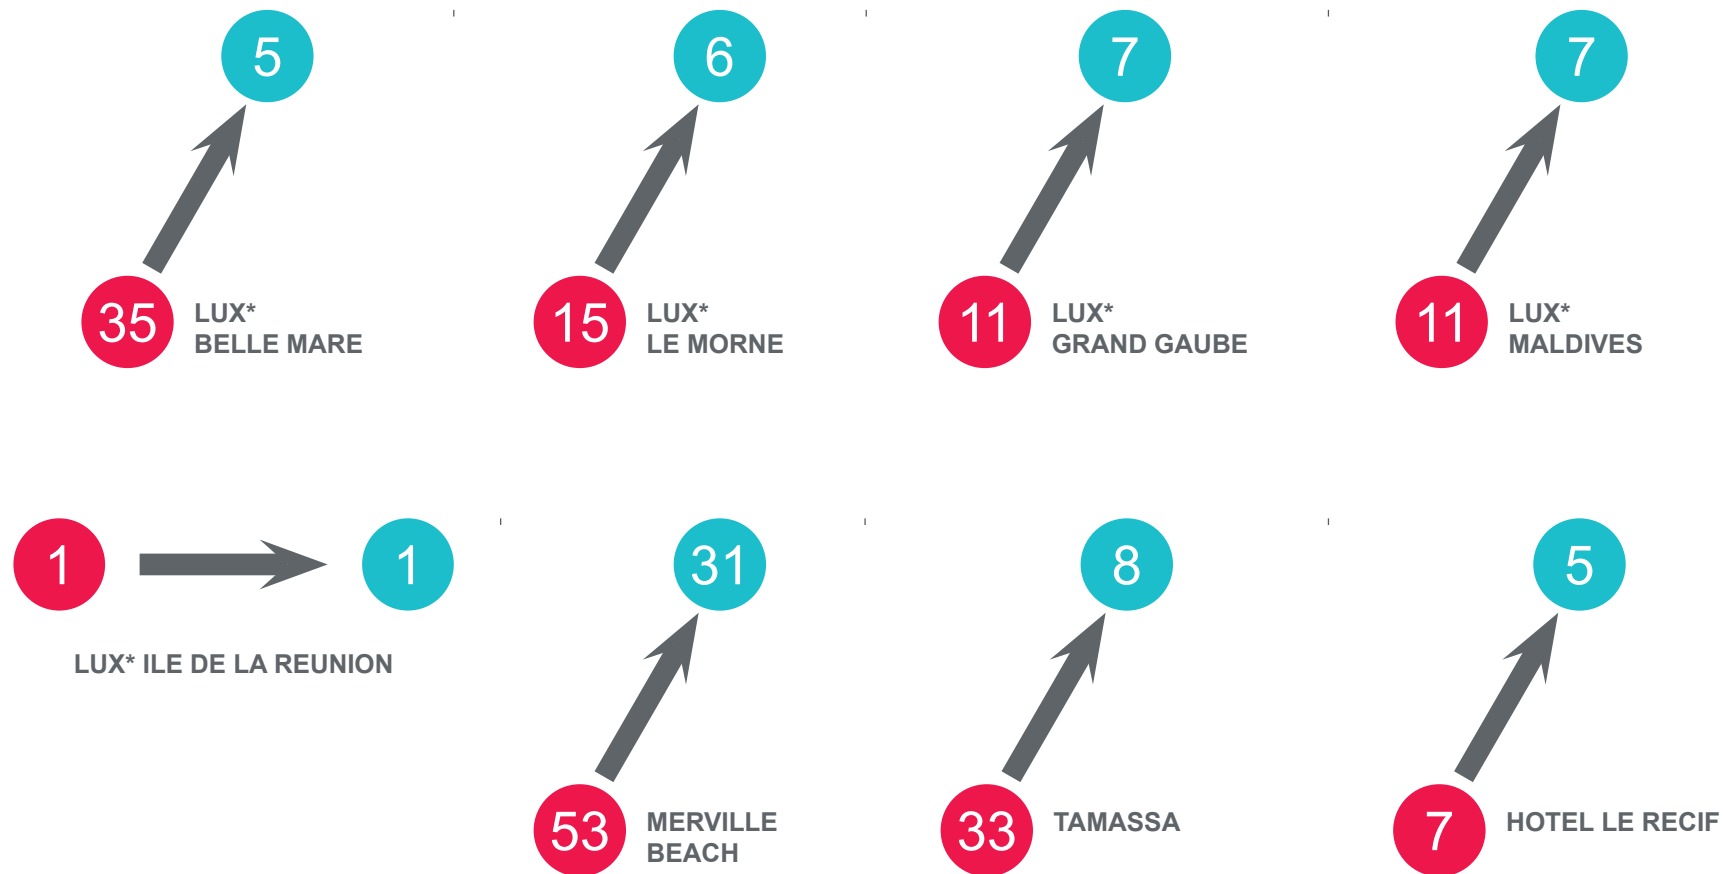 5
35
LUX*
BELLE MARE
6
15
LUX*
LE MORNE
7
11
LUX*
GRAND GAUBE
7
11
LUX*
MALDIVES
1
1
LUX* ILE DE LA REUNION
31
53
MERVILLE
BEACH
8
33
TAMASSA
5
7
HOTEL LE RECIF